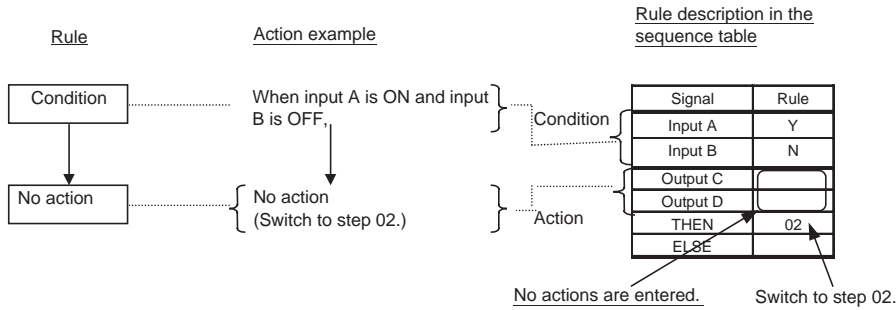 Rule
Action example
Rule description in the
sequence table
Condition
When input A is ON and input
B is OFF,
Condition
Signal Rule
Input A Y
Input B N
No action
No action
(Switch to step 02.)
Action
Output C
Output D
THEN 02
ELSE
No actions are entered.
Switch to step 02.